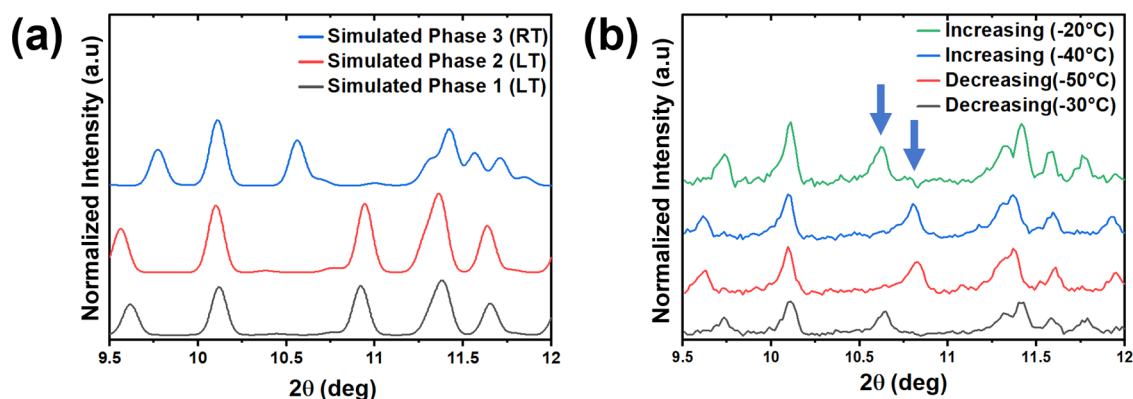 (a)
Normalized Intensity (a.u)
Simulated Phase 3 (RT)
Simulated Phase 2 (LT)
Simulated Phase 1 (LT)
9.5 10 10.5 11 11.5 12
2θ (deg)
(b)
Normalized Intensity (a.u)
Increasing (-20°C)
Increasing (-40°C)
Decreasing(-50°C)
Decreasing(-30°C)
9.5 10 10.5 11 11.5 12
2θ (deg)